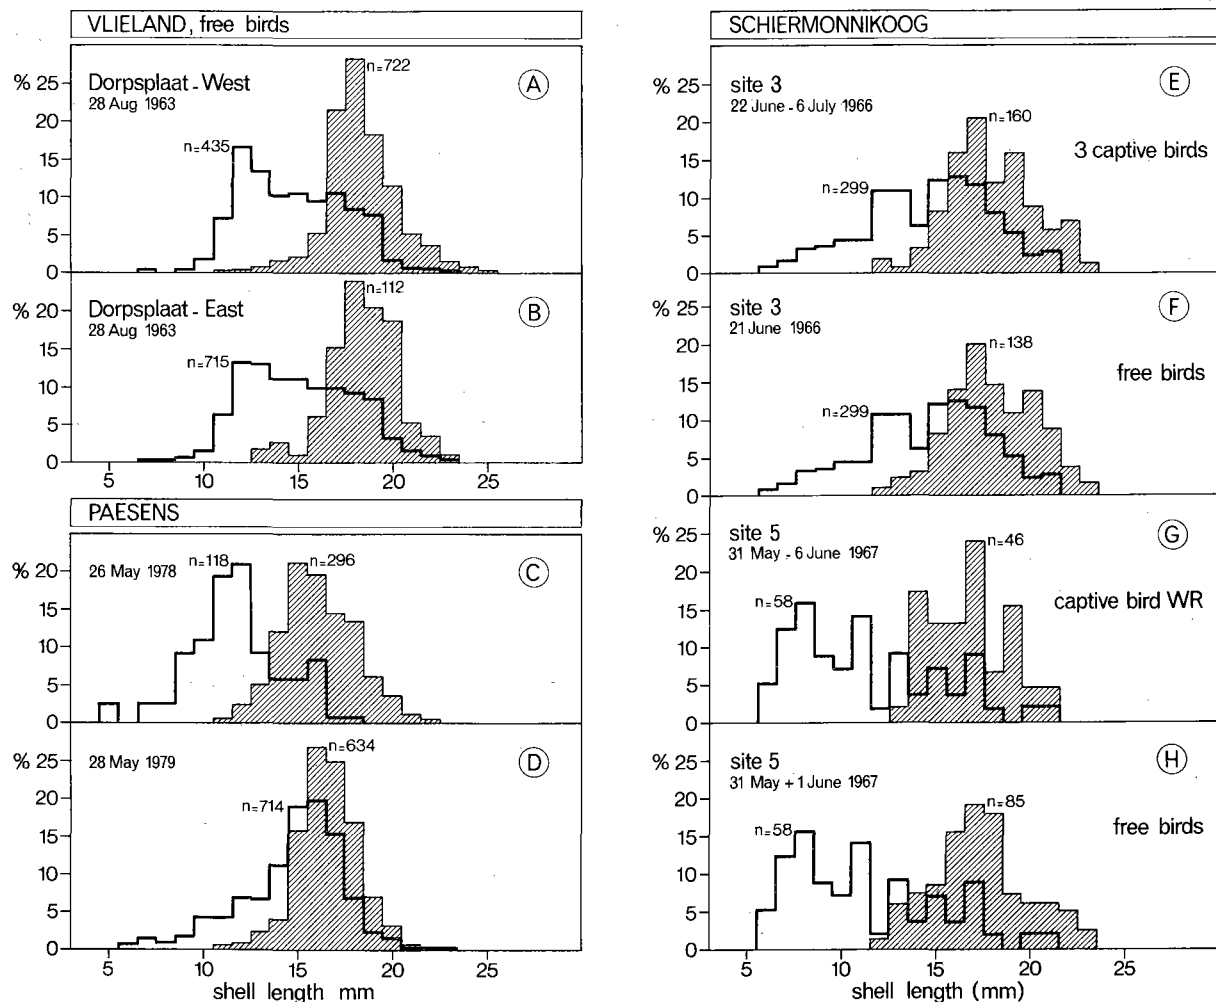 VLIELAND, free birds
%
25
20
15
10
5
0
Dorpsplaat - West
28 Aug 1963
n=722
n=435
A
%
20
15
10
5
0
Dorpsplaat - East
28 Aug 1963
n=112
n=715
B
5
10
15
20
25
PAESENS
%
20
15
10
5
0
26 May 1978
n=118
n=296
C
%
25
20
15
10
5
0
28 May 1979
n=634
n=714
D
5
10
15
20
25
shell length mm
SCHIERMONNIKOOG
%
25
20
15
10
5
0
site 3
22 June - 6 July 1966
n=160
n=299
E
3 captive birds
%
20
15
10
5
0
site 3
21 June 1966
n=138
n=299
F
free birds
%
25
20
15
10
5
0
site 5
31 May - 6 June 1967
n=46
n=58
G
captive bird WR
%
25
20
15
10
5
0
site 5
31 May + 1 June 1967
n=85
n=58
H
free birds
5
10
15
20
25
shell length (mm)